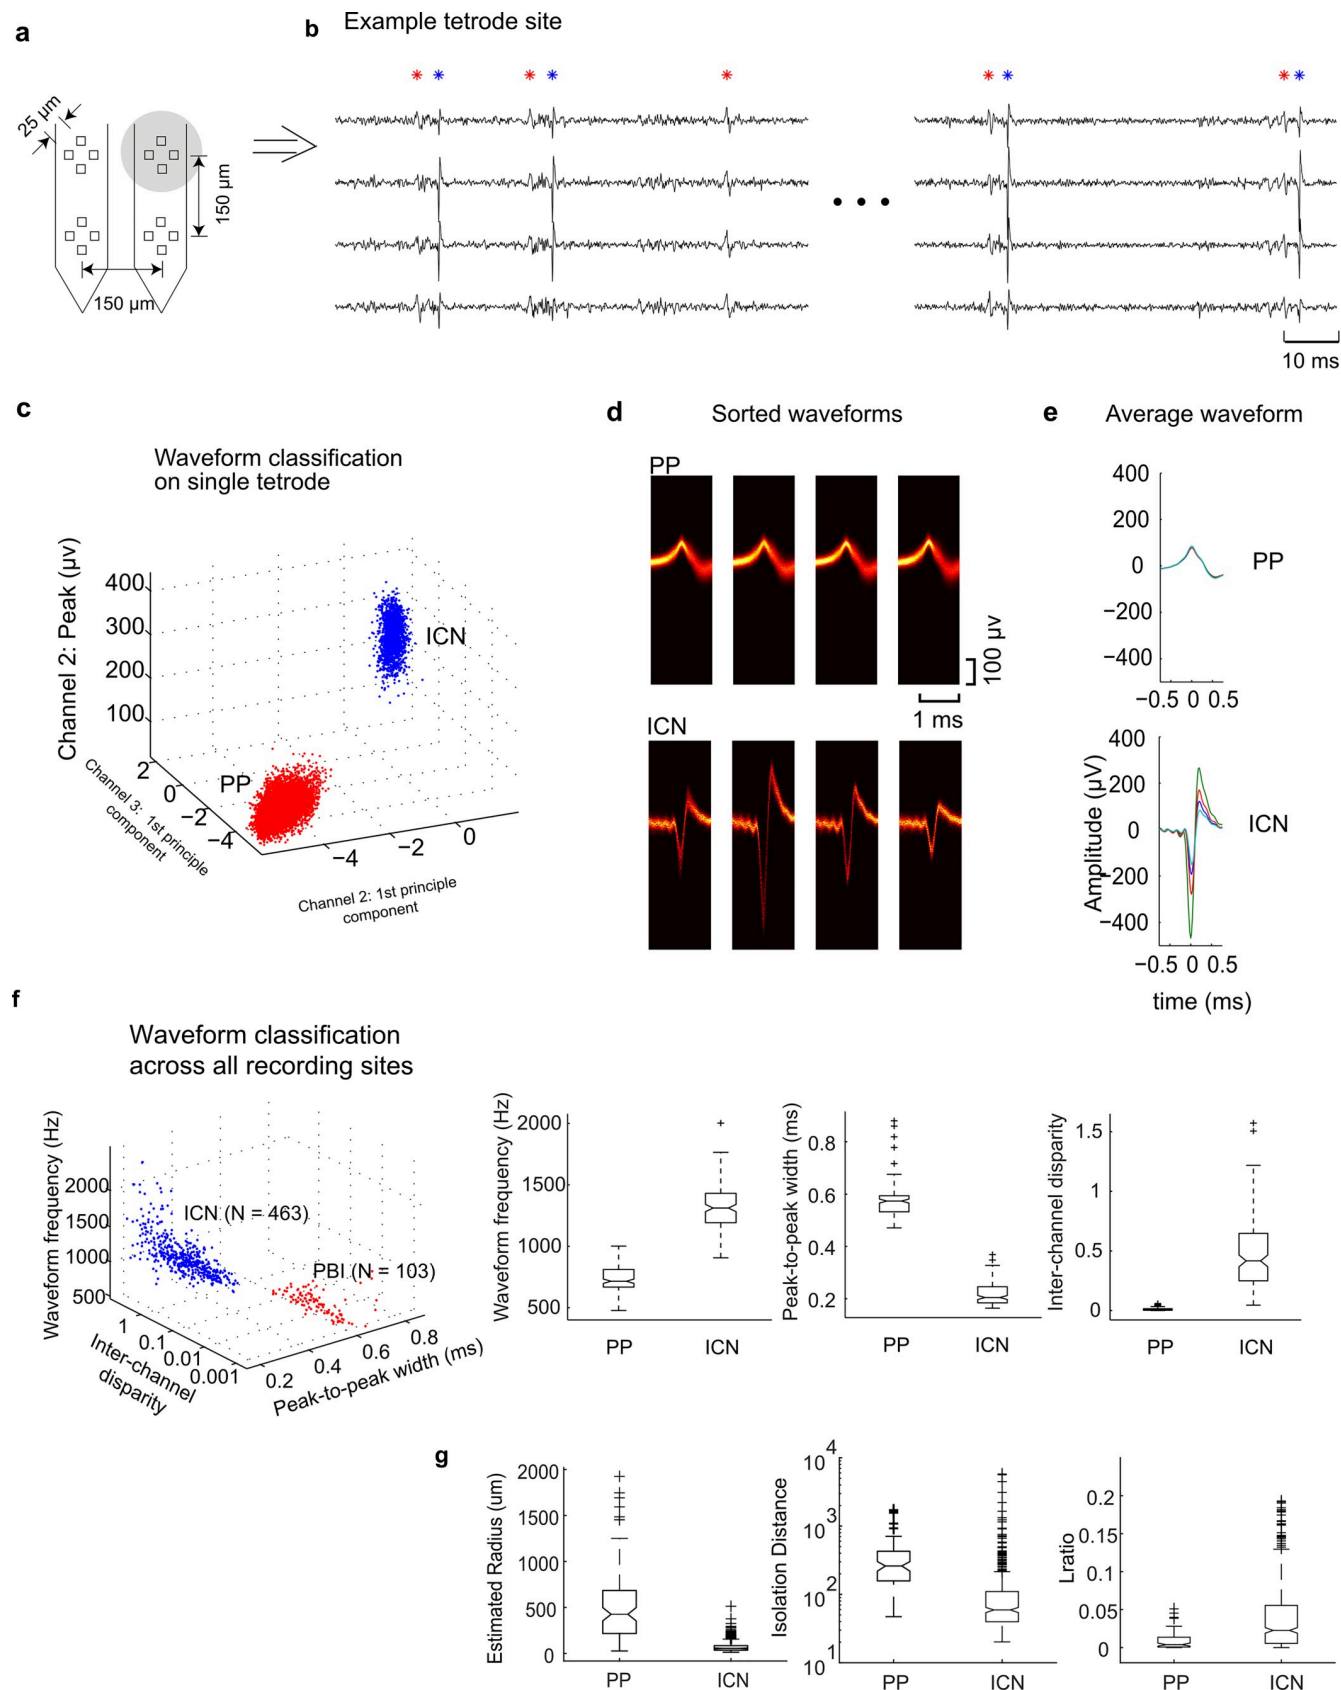 a
b Example tetrode site
* * * * * * * * *
25 µm
150 µm
150 µm
• • •
10 ms
c
Waveform classification
on single tetrode
Channel 2: Peak (µv)
400
300
200
100
2
0
−2
−4
Channel 3: 1st principle
component
−4
−2
0
Channel 2: 1st principle
component
ICN
PP
d Sorted waveforms
PP
100 µv
1 ms
ICN
e Average waveform
400
200
0
−200
−400
−0.5 0 0.5
PP
400
200
0
−200
−400
Amplitude (µV)
−0.5 0 0.5
time (ms)
ICN
f
Waveform classification
across all recording sites
Waveform frequency (Hz)
2000
1500
1000
500
1
0.1
0.01
0.001
Inter-channel
disparity
0.2
0.4
0.6
0.8
Peak-to-peak width (ms)
ICN (N = 463)
PBI (N = 103)
Waveform frequency (Hz)
2000
1500
1000
500
PP ICN
Peak-to-peak width (ms)
0.8
0.6
0.4
0.2
PP ICN
Inter-channel disparity
1.5
1
0.5
0
PP ICN
g
Estimated Radius (um)
2000
1500
1000
500
0
PP ICN
Isolation Distance
10 4
10 3
10 2
10 1
PP ICN
Lratio
0.2
0.15
0.1
0.05
0
PP ICN